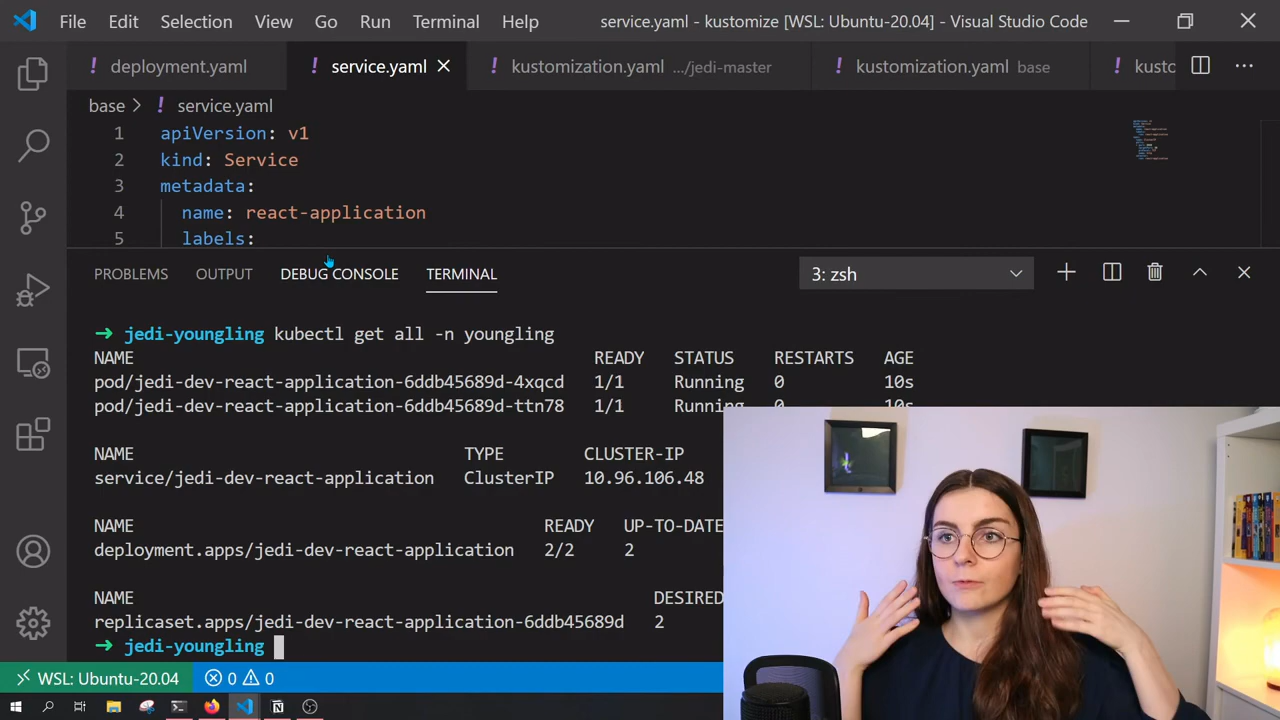 File Edit Selection View Go Run Terminal Help service.yaml - kustomize [WSL: Ubuntu-20.04] - Visual Studio Code
! deployment.yaml ! service.yaml ! kustomization.yaml .../jedi-master ! kustomization.yaml base ! kustc
base > ! service.yaml
1 apiVersion: v1
2 kind: Service
3 metadata:
4 name: react-application
5 labels:
PROBLEMS OUTPUT DEBUG CONSOLE TERMINAL 3: zsh
→ jedi-youngling kubectl get all -n youngling
NAME READY STATUS RESTARTS AGE
pod/jedi-dev-react-application-6ddb45689d-4xqcd 1/1 Running 0 10s
pod/jedi-dev-react-application-6ddb45689d-ttn78 1/1 Running 0 10s
NAME TYPE CLUSTER-IP
service/jedi-dev-react-application ClusterIP 10.96.106.48
NAME READY UP-TO-DATE
deployment.apps/jedi-dev-react-application 2/2 2
NAME DESIRED
replicaset.apps/jedi-dev-react-application-6ddb45689d 2
→ jedi-youngling
WSL: Ubuntu-20.04 0 0